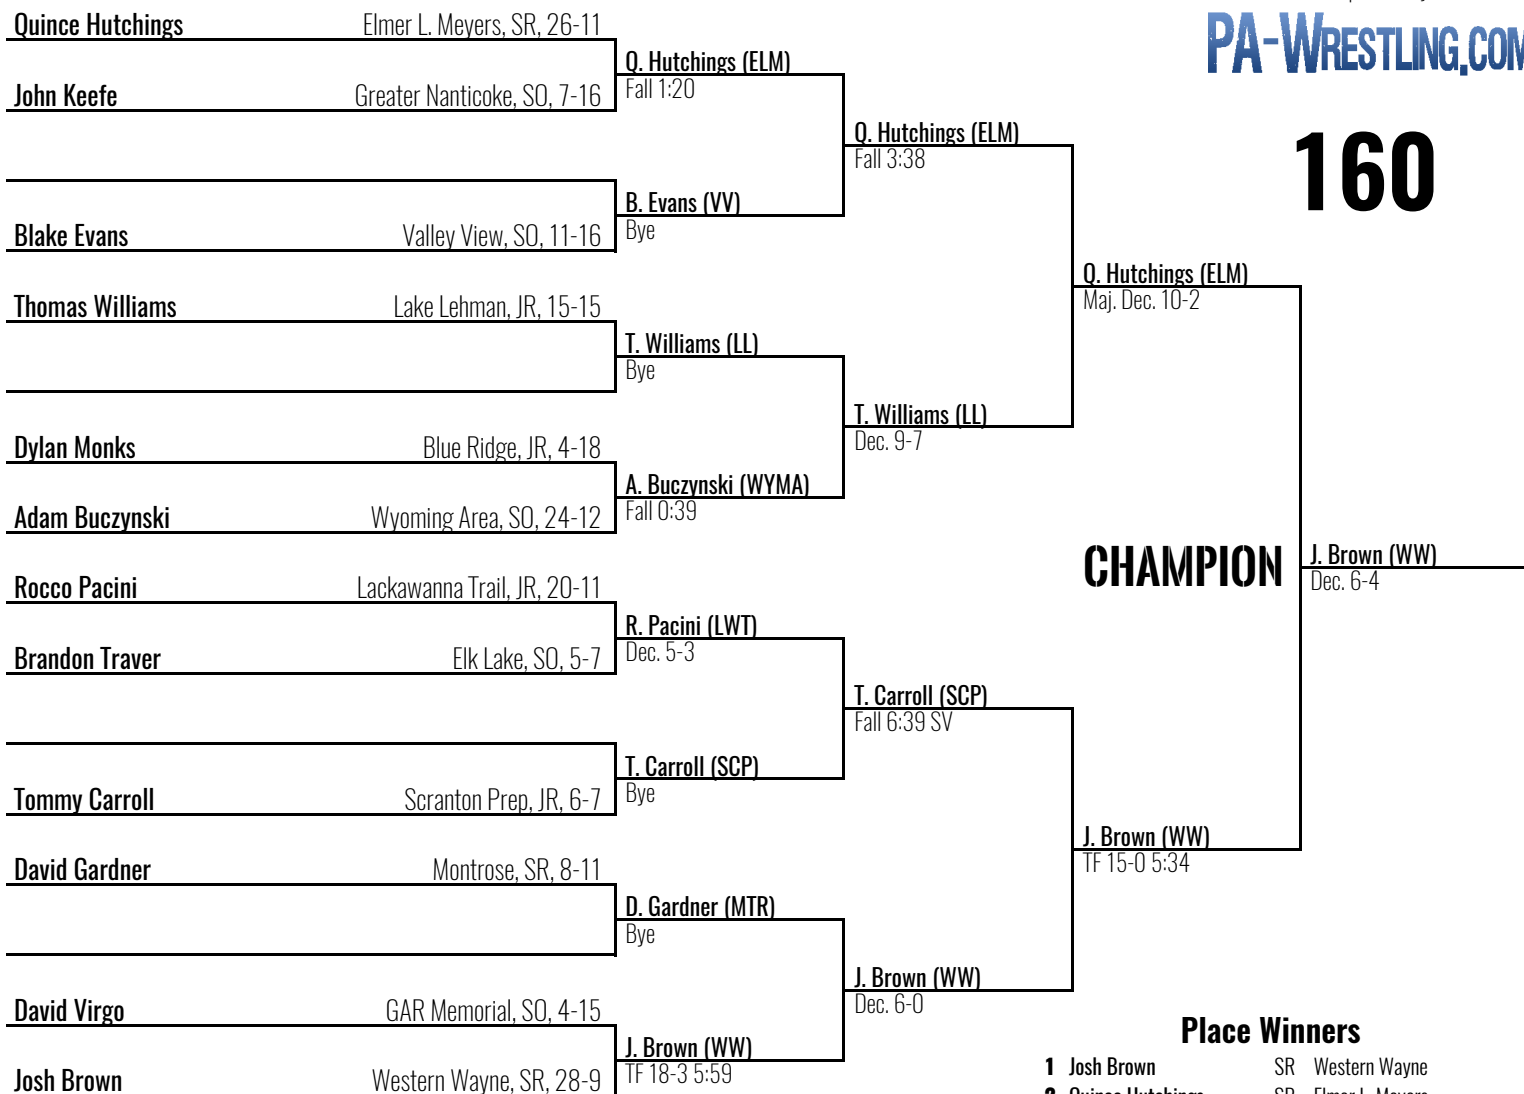 Quince Hutchings Elmer L. Meyers, SR, 26-11
Q. Hutchings (ELM)
Fall 1:20
John Keefe Greater Nanticoke, SO, 7-16
Q. Hutchings (ELM)
Fall 3:38
B. Evans (VV)
Bye
Blake Evans Valley View, SO, 11-16
Q. Hutchings (ELM)
Maj. Dec. 10-2
Thomas Williams Lake Lehman, JR, 15-15
T. Williams (LL)
Bye
T. Williams (LL)
Dec. 9-7
Dylan Monks Blue Ridge, JR, 4-18
A. Buczynski (WYMA)
Fall 0:39
Adam Buczynski Wyoming Area, SO, 24-12
CHAMPION
J. Brown (WW)
Dec. 6-4
Rocco Pacini Lackawanna Trail, JR, 20-11
R. Pacini (LWT)
Dec. 5-3
Brandon Traver Elk Lake, SO, 5-7
T. Carroll (SCP)
Fall 6:39 SV
T. Carroll (SCP)
Bye
Tommy Carroll Scranton Prep, JR, 6-7
J. Brown (WW)
TF 15-0 5:34
David Gardner Montrose, SR, 8-11
D. Gardner (MTR)
Bye
J. Brown (WW)
Dec. 6-0
David Virgo GAR Memorial, SO, 4-15
J. Brown (WW)
TF 18-3 5:59
Josh Brown Western Wayne, SR, 28-9
PA-WRESTLING.COM
160
Place Winners
1 Josh Brown SR Western Wayne
2 Quince Hutchings SR Elmer L. Meyers